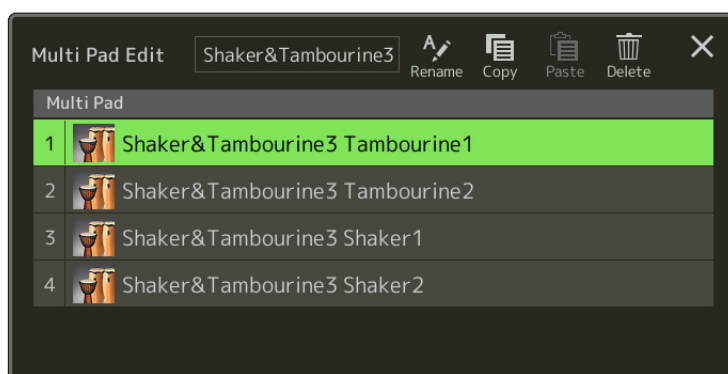 Multi Pad Edit
Shaker&Tambourine3
Rename
Copy
Paste
Delete
Multi Pad
1 Shaker&Tambourine3 Tambourine1
2 Shaker&Tambourine3 Tambourine2
3 Shaker&Tambourine3 Shaker1
4 Shaker&Tambourine3 Shaker2